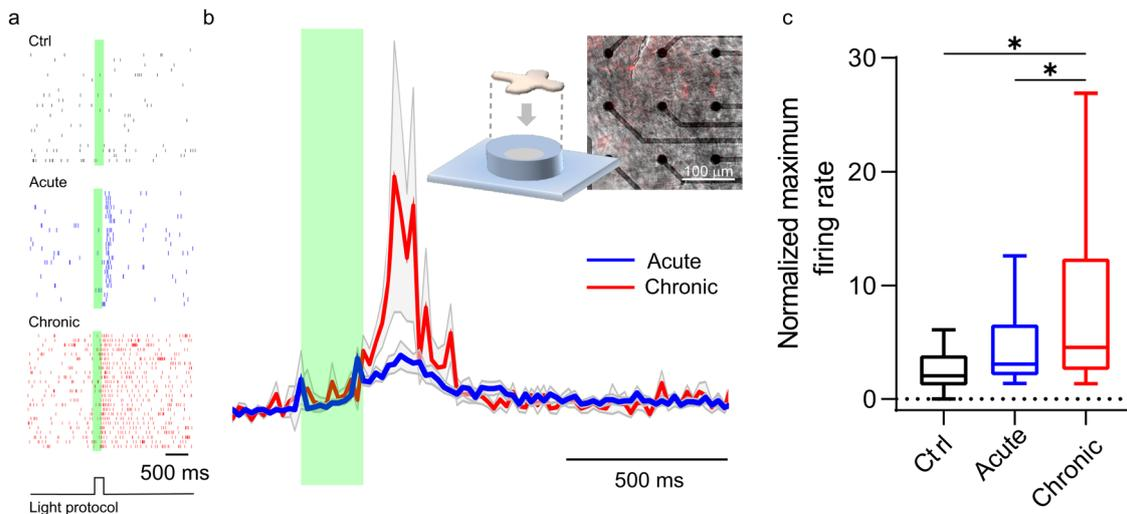 a
Ctrl
Acute
Chronic
500 ms
Light protocol
b
100 μm
Acute
Chronic
500 ms
c
*
*
Normalized maximum
firing rate
30
20
10
0
Ctrl
Acute
Chronic